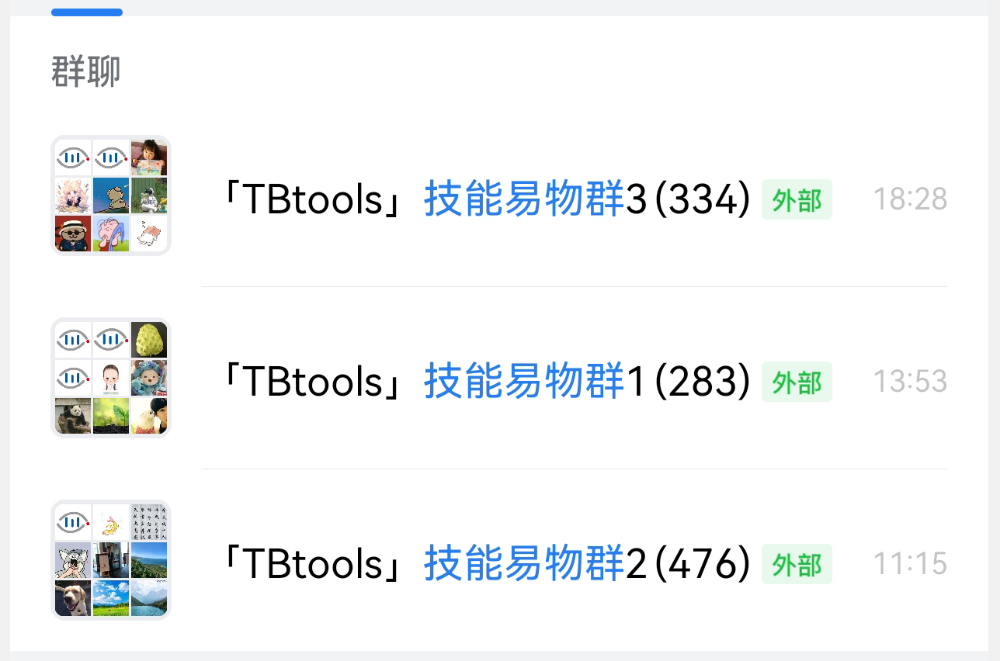 群聊
「TBtools」技能易物群3(334) 外部 18:28
「TBtools」技能易物群1(283) 外部 13:53
「TBtools」技能易物群2(476) 外部 11:15